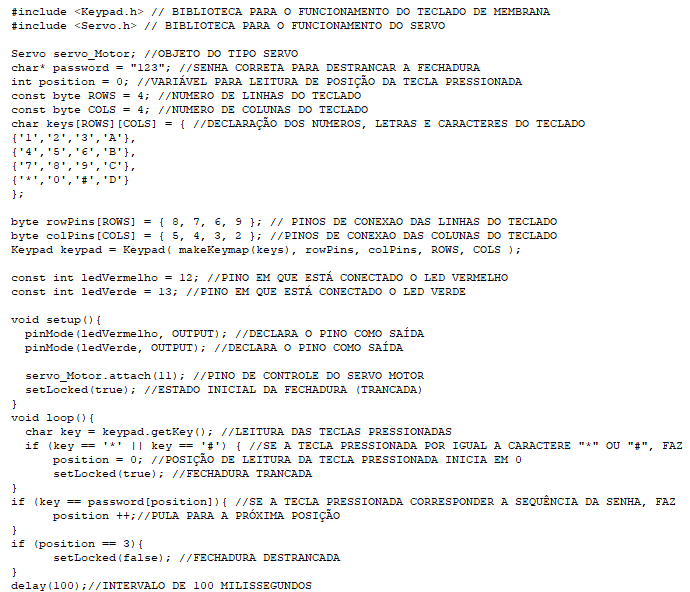 #include <Keypad.h> // BIBLIOTECA PARA O FUNCIONAMENTO DO TECLADO DE MEMBRANA
#include <Servo.h> // BIBLIOTECA PARA O FUNCIONAMENTO DO SERVO

Servo servo_Motor; //OBJETO DO TIPO SERVO
char* password = "123"; //SENHA CORRETA PARA DESTRANCAR A FECHADURA
int position = 0; //VARIÁVEL PARA LEITURA DE POSIÇÃO DA TECLA PRESSIONADA
const byte ROWS = 4; //NUMERO DE LINHAS DO TECLADO
const byte COLS = 4; //NUMERO DE COLUNAS DO TECLADO
char keys[ROWS][COLS] = { //DECLARAÇÃO DOS NUMEROS, LETRAS E CARACTERES DO TECLADO
{'1','2','3','A'},
{'4','5','6','B'},
{'7','8','9','C'},
{'*','0','#','D'}
};

byte rowPins[ROWS] = { 8, 7, 6, 9 }; // PINOS DE CONEXAO DAS LINHAS DO TECLADO
byte colPins[COLS] = { 5, 4, 3, 2 }; //PINOS DE CONEXAO DAS COLUNAS DO TECLADO
Keypad keypad = Keypad( makeKeymap(keys), rowPins, colPins, ROWS, COLS );

const int ledVermelho = 12; //PINO EM QUE ESTÁ CONECTADO O LED VERMELHO
const int ledVerde = 13; //PINO EM QUE ESTÁ CONECTADO O LED VERDE

void setup(){
  pinMode(ledVermelho, OUTPUT); //DECLARA O PINO COMO SAÍDA
  pinMode(ledVerde, OUTPUT); //DECLARA O PINO COMO SAÍDA

  servo_Motor.attach(11); //PINO DE CONTROLE DO SERVO MOTOR
  setLocked(true); //ESTADO INICIAL DA FECHADURA (TRANCADA)
}
void loop(){
  char key = keypad.getKey(); //LEITURA DAS TECLAS PRESSIONADAS
  if (key == '*' || key == '#') { //SE A TECLA PRESSIONADA POR IGUAL A CARACTERE "*" OU "#", FAZ
      position = 0; //POSIÇÃO DE LEITURA DA TECLA PRESSIONADA INICIA EM 0
      setLocked(true); //FECHADURA TRANCADA
}
if (key == password[position]){ //SE A TECLA PRESSIONADA CORRESPONDER A SEQUÊNCIA DA SENHA, FAZ
      position ++;//PULA PARA A PRÓXIMA POSIÇÃO
}
if (position == 3){
      setLocked(false); //FECHADURA DESTRANCADA
}
delay(100);//INTERVALO DE 100 MILISSEGUNDOS